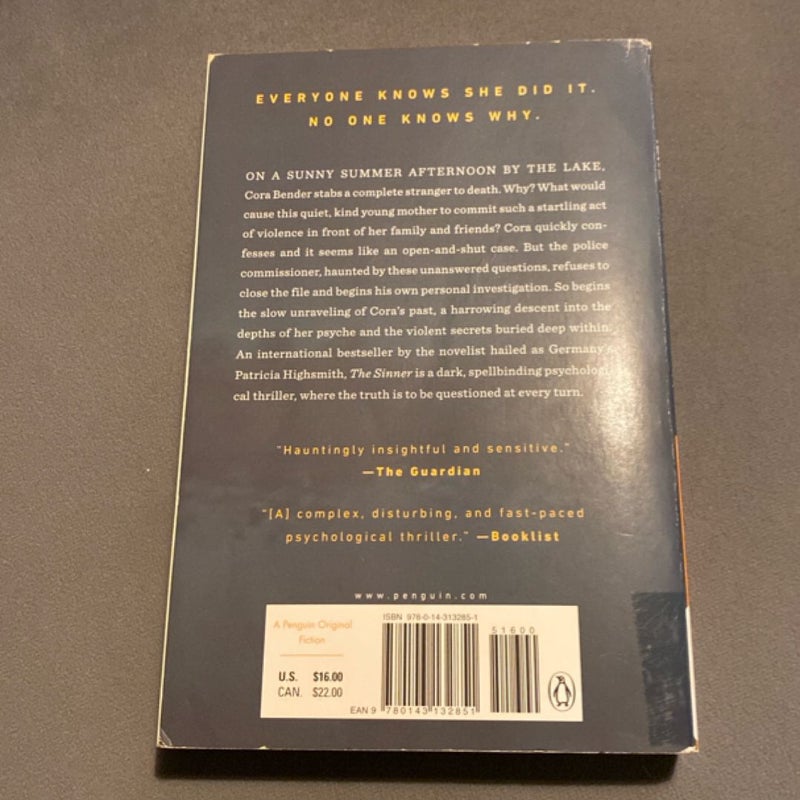 EVERYONE KNOWS SHE DID IT.
NO ONE KNOWS WHY.
ON A SUNNY SUMMER AFTERNOON BY THE LAKE,
Cora Bender stabs a complete stranger to death. Why? What would
cause this quiet, kind young mother to commit such a startling act
of violence in front of her family and friends? Cora quickly con-
fesses and it seems like an open-and-shut case. But the police
commissioner, haunted by these unanswered questions, refuses to
close the file and begins his own personal investigation. So begins
the slow unraveling of Cora's past, a harrowing descent into the
depths of her psyche and the violent secrets buried deep within.
An international bestseller by the novelist hailed as Germany's
Patricia Highsmith, The Sinner is a dark, spellbinding psychologi-
cal thriller, where the truth is to be questioned at every turn.
"Hauntingly insightful and sensitive."
—The Guardian
"[A] complex, disturbing, and fast-paced
psychological thriller." —Booklist
www.penguin.com
A Penguin Original
Fiction
U.S. $16.00
CAN. $22.00
ISBN 978-0-14-313285-1
51600
EAN 9 780143 132851